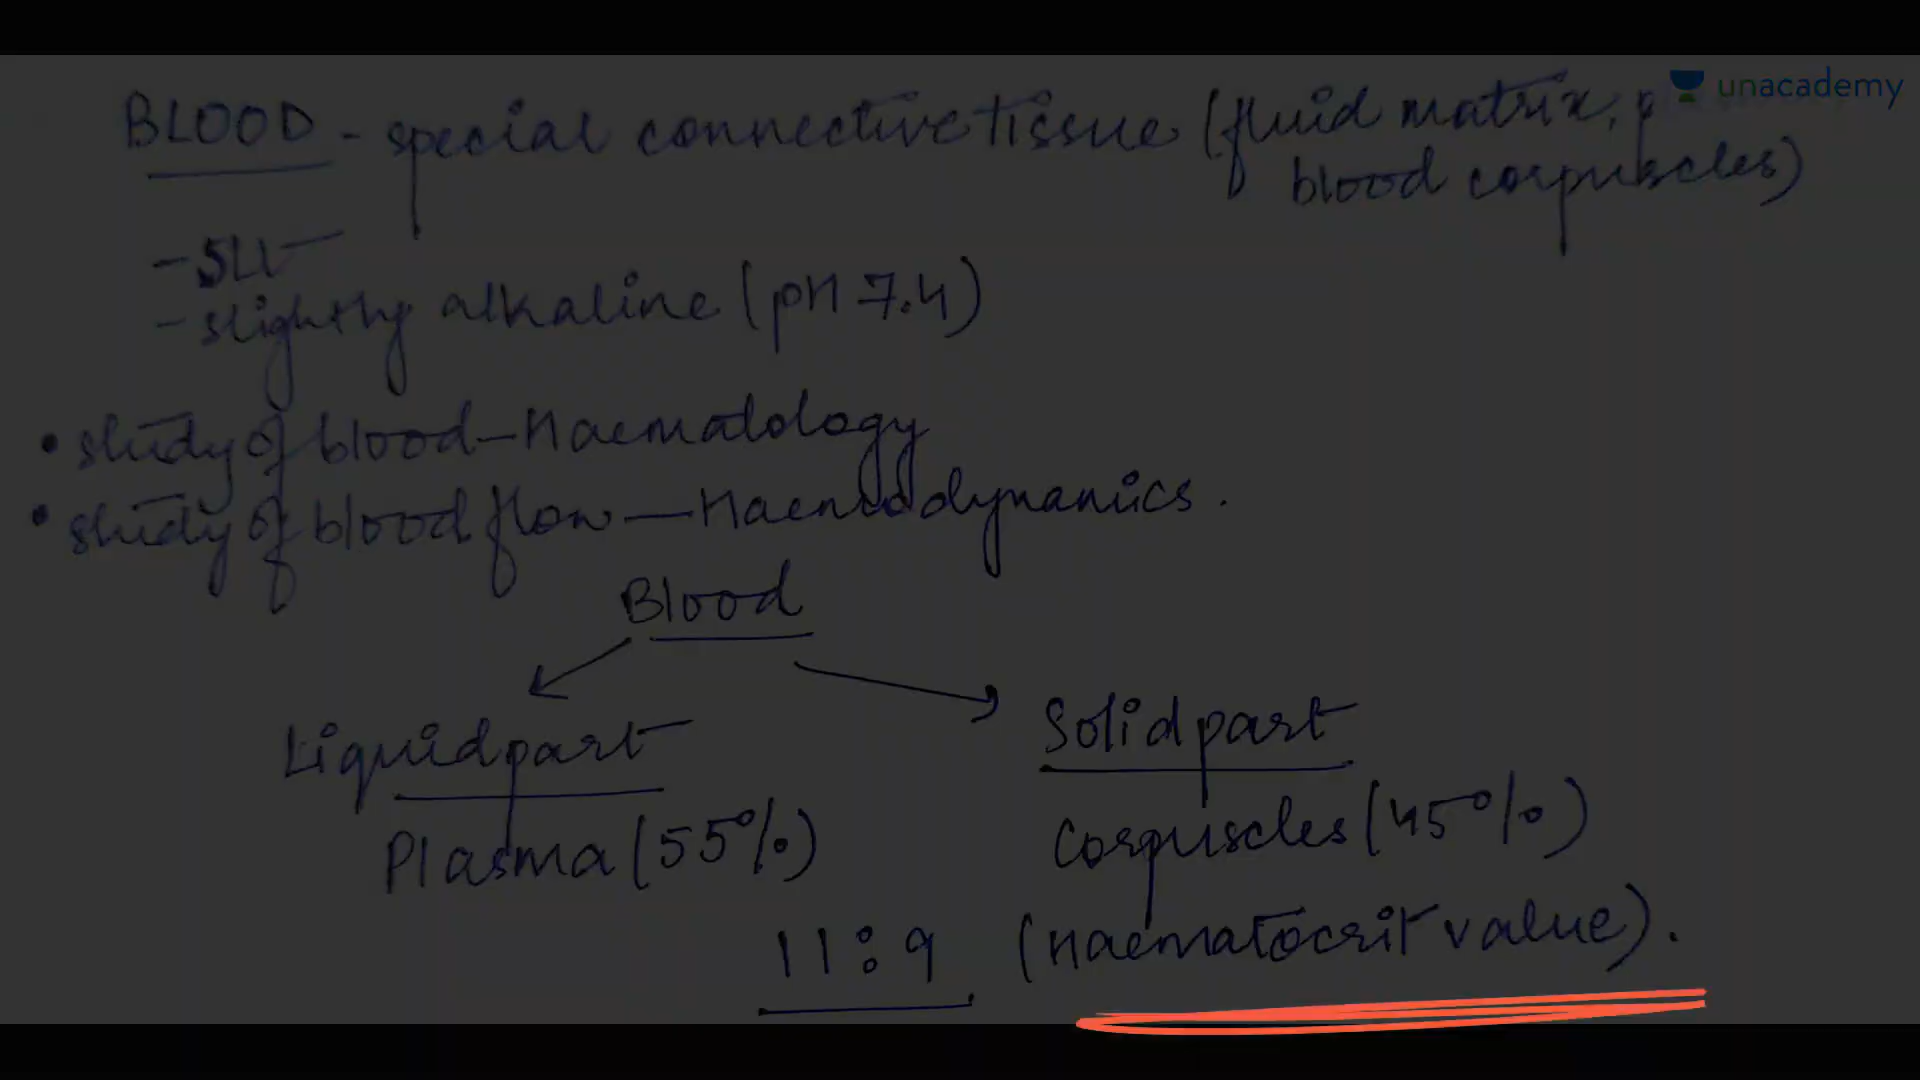 unacademy
BLOOD - special connective tissue (fluid matrix,
blood corpuscles)
- 5Lt
- slightly alkaline (pH 7.4)
• study of blood - Haematology
• study of blood flow - Haemodynamics.
Blood
Liquid part Solid part
Plasma (55%) Corpuscles (45%)
11:9 (Haematocrit value).